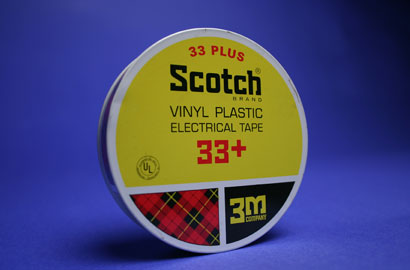 33 PLUS
Scotch®
BRAND
VINYL PLASTIC
ELECTRICAL TAPE
33+
UL
3M
COMPANY